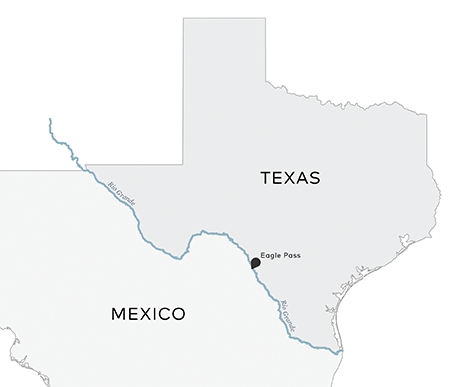 TEXAS
Rio Grande
Eagle Pass
Rio Grande
MEXICO